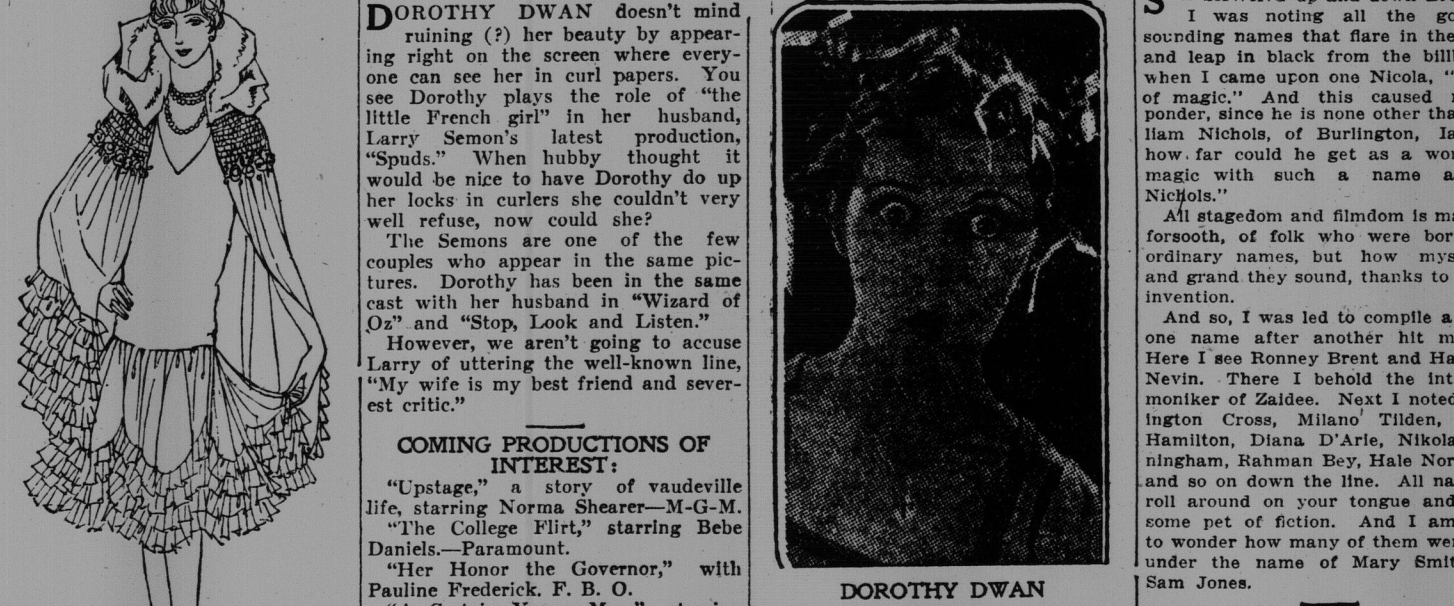 DOROTHY DWAN doesn't mind
ruining (?) her beauty by appear-
ing right on the screen where every-
one can see her in curl papers. You
see Dorothy plays the role of "the
little French girl" in her husband,
Larry Semon's latest production,
"Spuds." When hubby thought it
would be nice to have Dorothy do up
her locks in curlers she couldn't very
well refuse, now could she?
The Semons are one of the few
couples who appear in the same pic-
tures. Dorothy has been in the same
cast with her husband in "Wizard of
Oz" and "Stop, Look and Listen."
However, we aren't going to accuse
Larry of uttering the well-known line,
"My wife is my best friend and sever-
est critic."
COMING PRODUCTIONS OF
INTEREST:
"Upstage," a story of vaudeville
life, starring Norma Shearer—M-G-M.
"The College Flirt," starring Bebe
Daniels.—Paramount.
"Her Honor the Governor," with
Pauline Frederick. F. B. O.
DOROTHY DWAN
I was noting all the
sounding names that flare in the
and leap in black from the
when I came upon one Nicola,
of magic." And this caused
ponder, since he is none other
liam Nichols, of Burlington,
how far could he get as a
magic with such a name
Nichols."
All stagedom and filmdom is
forsooth, of folk who were
ordinary names, but how
and grand they sound, thanks to
invention.
And so, I was led to compile a
one name after another hit
Here I see Ronney Brent and
Nevin. There I behold the
moniker of Zaidee. Next I noted
ington Cross, Milano Tilden,
Hamilton, Diana D'Arle,
ningham, Rahman Bey, Hale
and so on down the line. All
roll around on your tongue and
some pet of fiction. And I am
to wonder how many of them
under the name of Mary
Sam Jones.